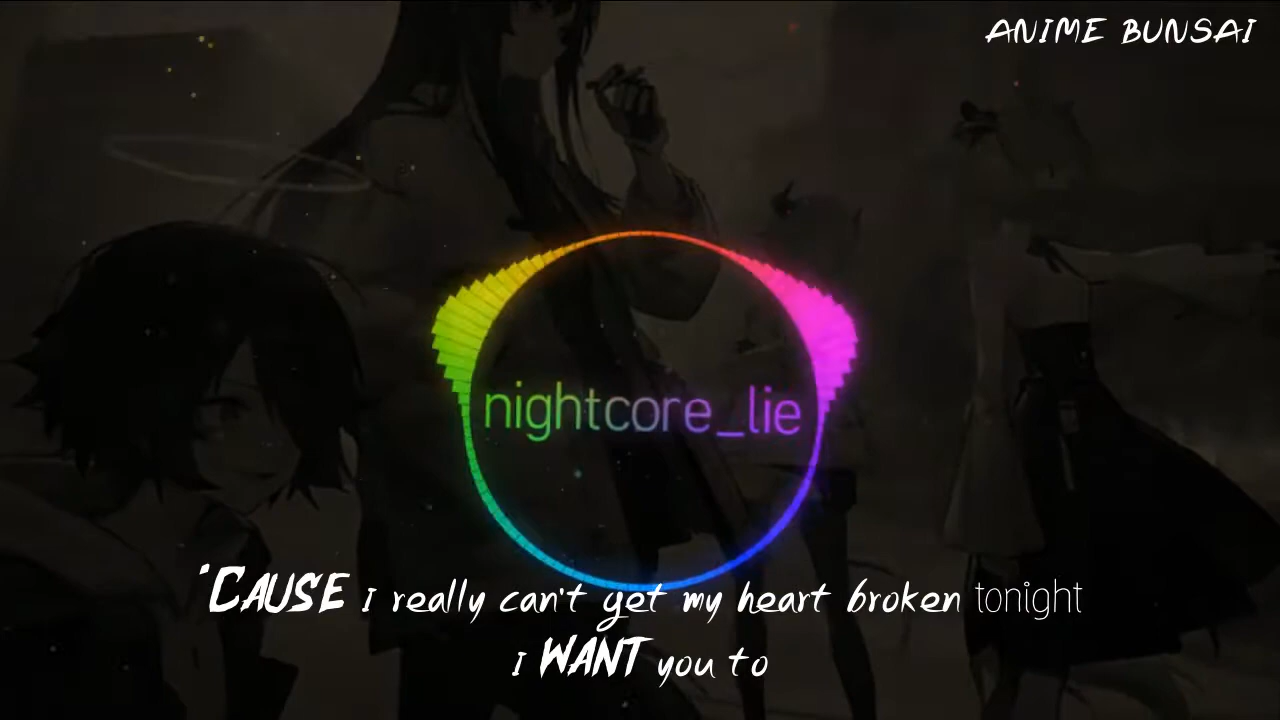 ANIME BUNSAI
nightcore_lie
'CAUSE I really can't get my heart broken tonight
I WANT you to